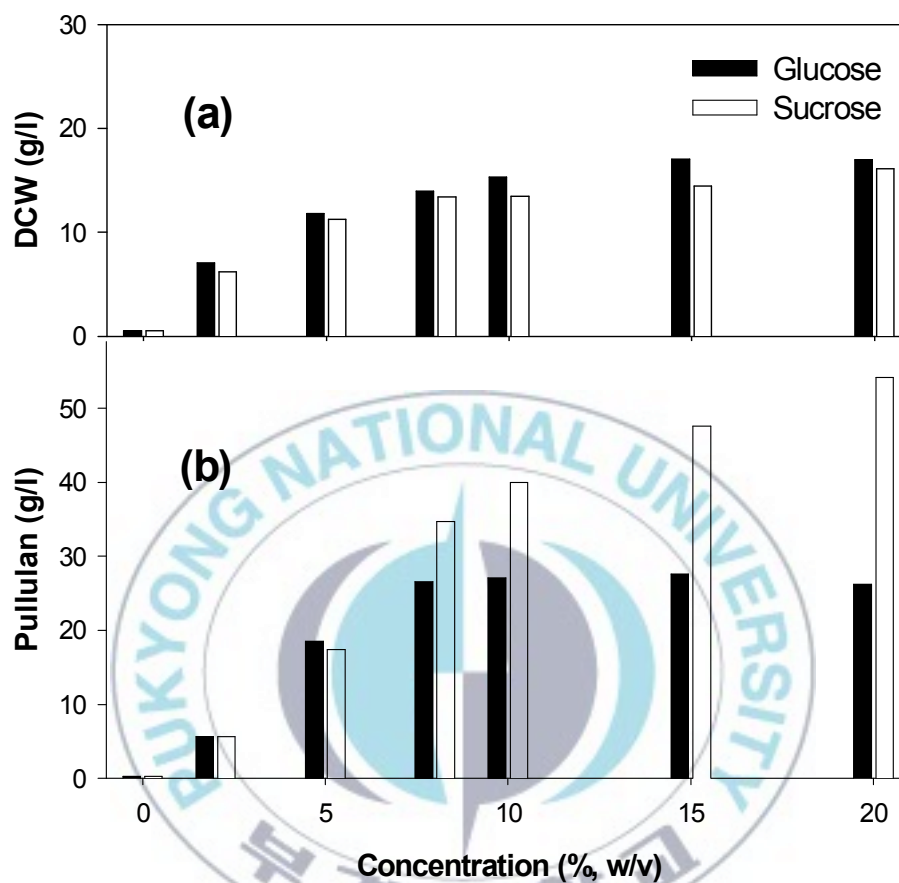 30
20
10
0
DCW (g/l)
(a)
Glucose
Sucrose
50
40
30
20
10
0
Pullulan (g/l)
(b)
PUKYONG NATIONAL UNIVERSITY
0 5 10 15 20
Concentration (%, w/v)